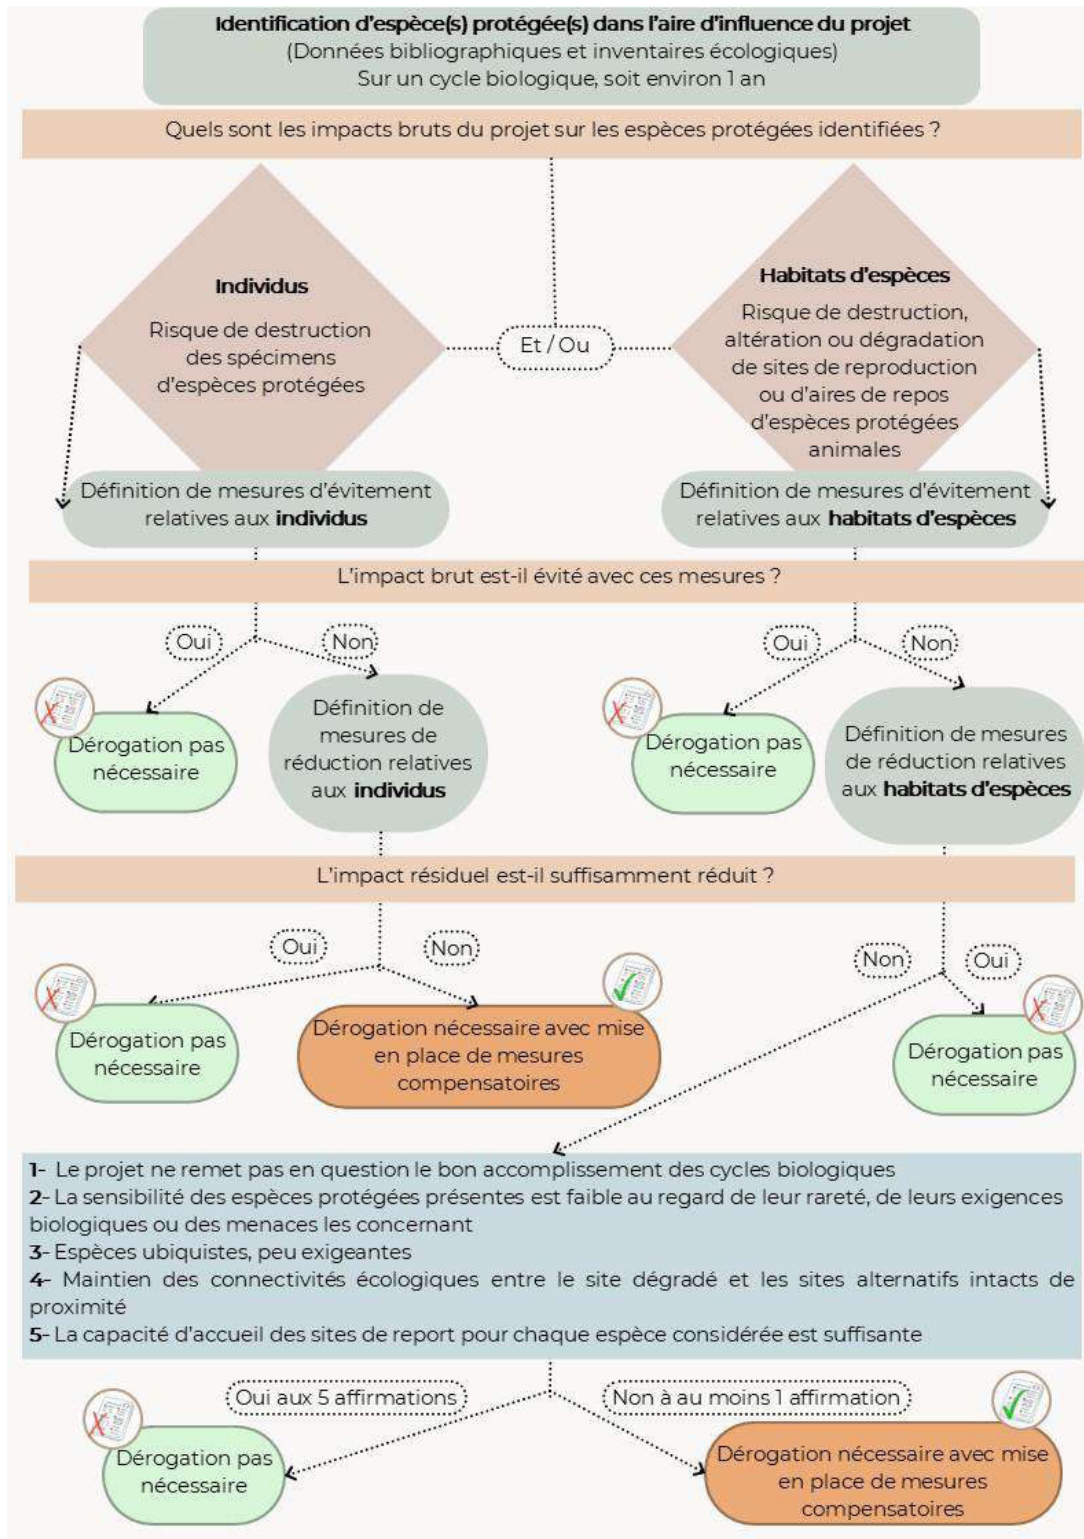 Identification d'espèce(s) protégée(s) dans l'aire d'influence du projet
(Données bibliographiques et inventaires écologiques)
Sur un cycle biologique, soit environ 1 an
Quels sont les impacts bruts du projet sur les espèces protégées identifiées ?
Individus
Risque de destruction
des spécimens
d'espèces protégées
Et / Ou
Habitats d'espèces
Risque de destruction,
altération ou dégradation
de sites de reproduction
ou d'aires de repos
d'espèces protégées
animales
Définition de mesures d'évitement
relatives aux individus
Définition de mesures d'évitement
relatives aux habitats d'espèces
L'impact brut est-il évité avec ces mesures ?
Oui
Non
Oui
Non
Dérogation pas
nécessaire
Définition de
mesures de
réduction relatives
aux individus
Dérogation pas
nécessaire
Définition de mesures
de réduction relatives
aux habitats d'espèces
L'impact résiduel est-il suffisamment réduit ?
Oui
Non
Non
Oui
Dérogation pas
nécessaire
Dérogation nécessaire avec mise
en place de mesures
compensatoires
Dérogation pas
nécessaire
1- Le projet ne remet pas en question le bon accomplissement des cycles biologiques
2- La sensibilité des espèces protégées présentes est faible au regard de leur rareté, de leurs exigences
biologiques ou des menaces les concernant
3- Espèces ubiquistes, peu exigeantes
4- Maintien des connectivités écologiques entre le site dégradé et les sites alternatifs intacts de
proximité
5- La capacité d'accueil des sites de report pour chaque espèce considérée est suffisante
Oui aux 5 affirmations
Non à au moins 1 affirmation
Dérogation pas
nécessaire
Dérogation nécessaire avec mise
en place de mesures
compensatoires